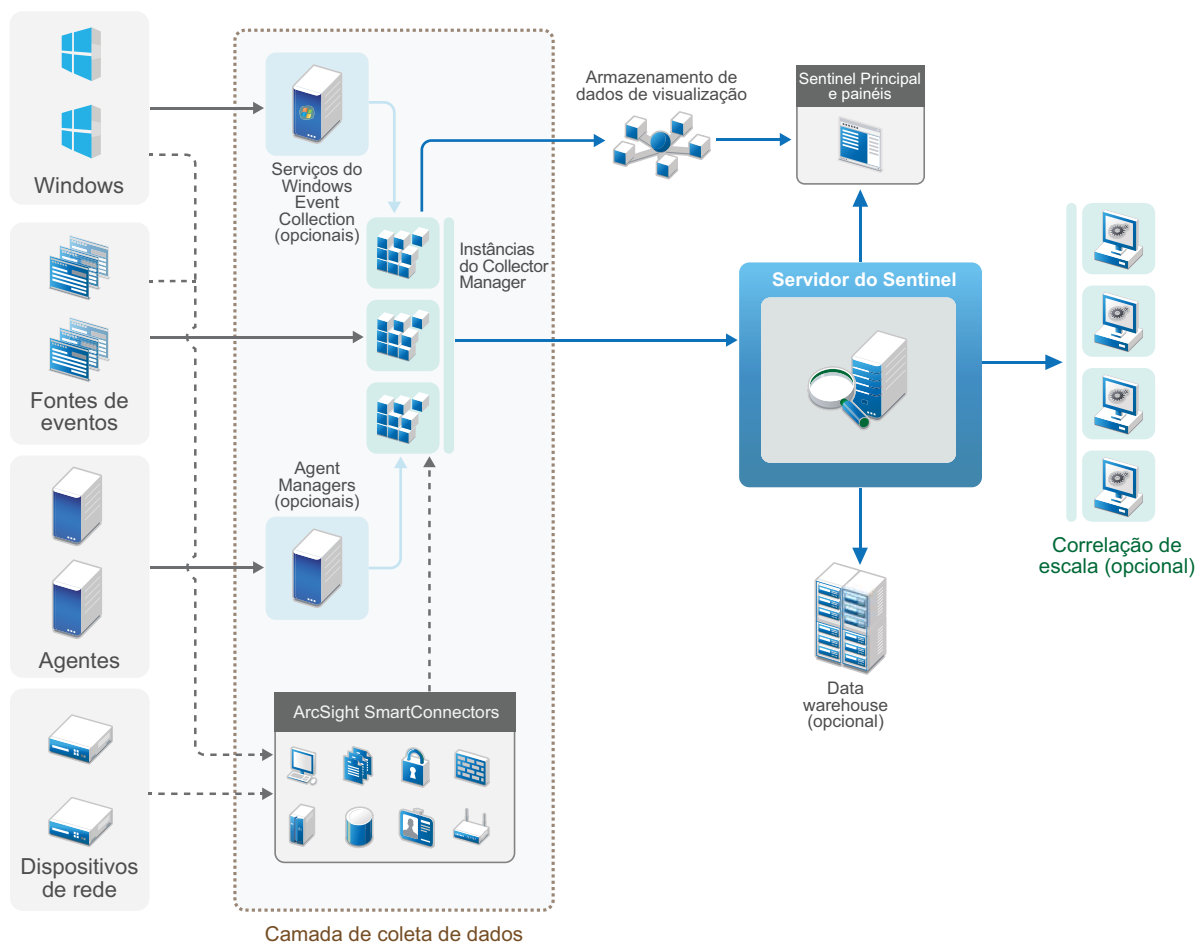 Windows
Fontes de
eventos
Agentes
Dispositivos
de rede
Serviços do
Windows
Event
Collection
(opcionais)
Instâncias
do Collector
Manager
Agent
Managers
(opcionais)
ArcSight SmartConnectors
Camada de coleta de dados
Armazenamento de
dados de visualização
Sentinel Principal
e painéis
Servidor do Sentinel
Data
warehouse
(opcional)
Correlação de
escala (opcional)